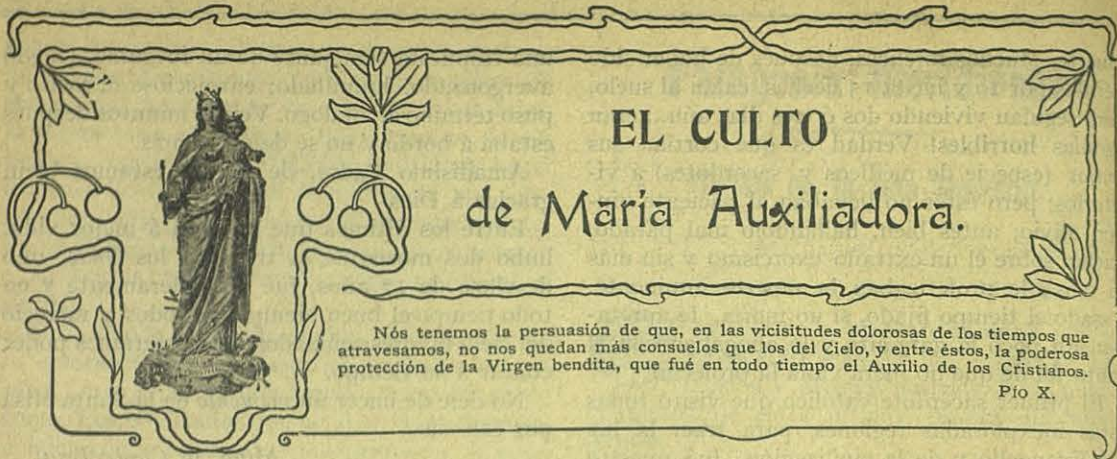 EL CULTO
de María Auxiliadora.
Nós tenemos la persuasión de que, en las vicisitudes dolorosas de los tiempos que
atravesamos, no nos quedan más consuelos que los del Cielo, y entre éstos, la poderosa
protección de la Virgen bendita, que fué en todo tiempo el Auxilio de los Cristianos.
Pío X.